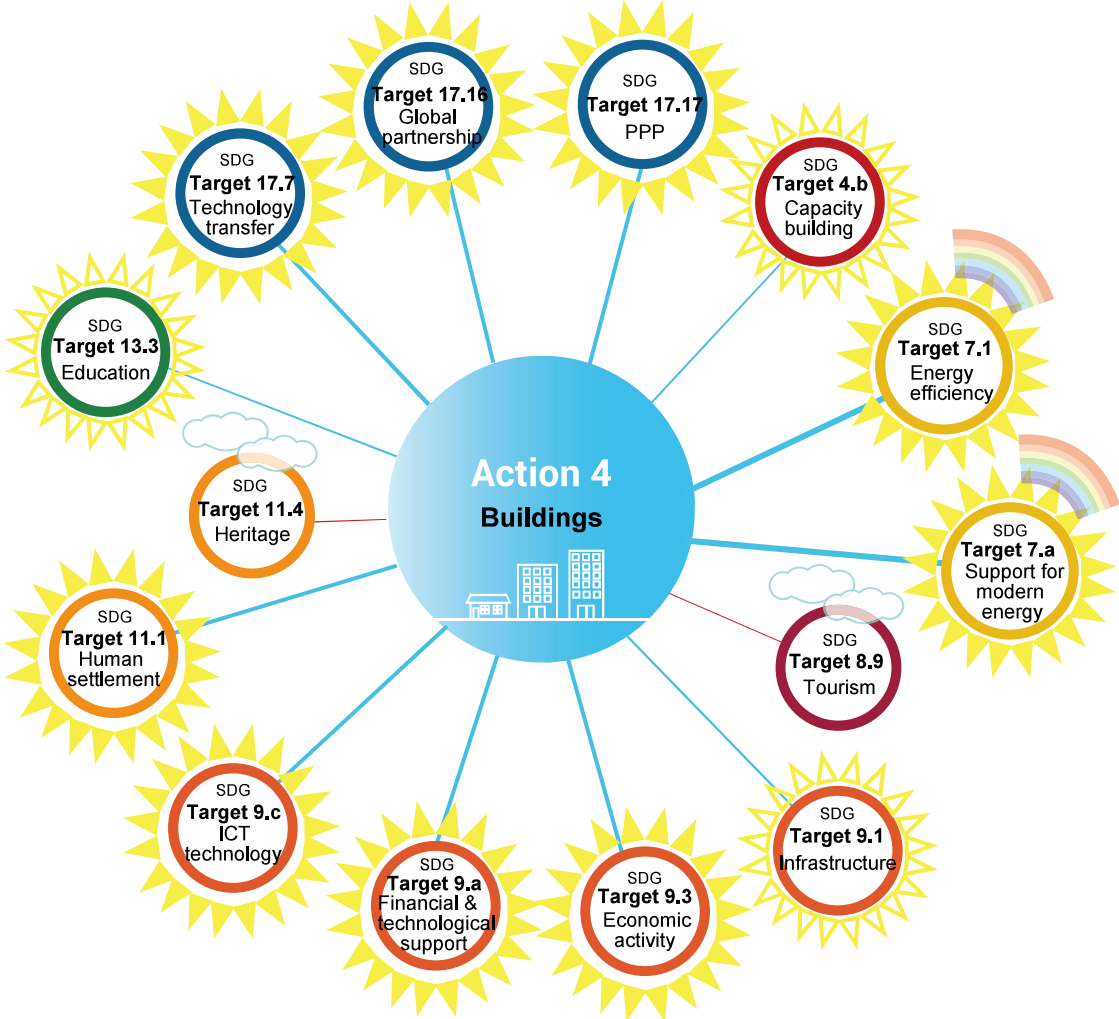 SDG
Target 17.16
Global
partnership
SDG
Target 17.17
PPP
SDG
Target 17.7
Technology
transfer
SDG
Target 4.b
Capacity
building
SDG
Target 13.3
Education
SDG
Target 7.1
Energy
efficiency
SDG
Target 11.4
Heritage
Action 4
Buildings
SDG
Target 7.a
Support for
modern
energy
SDG
Target 11.1
Human
settlement
SDG
Target 8.9
Tourism
SDG
Target 9.c
ICT
technology
SDG
Target 9.a
Financial &
technological
support
SDG
Target 9.3
Economic
activity
SDG
Target 9.1
Infrastructure